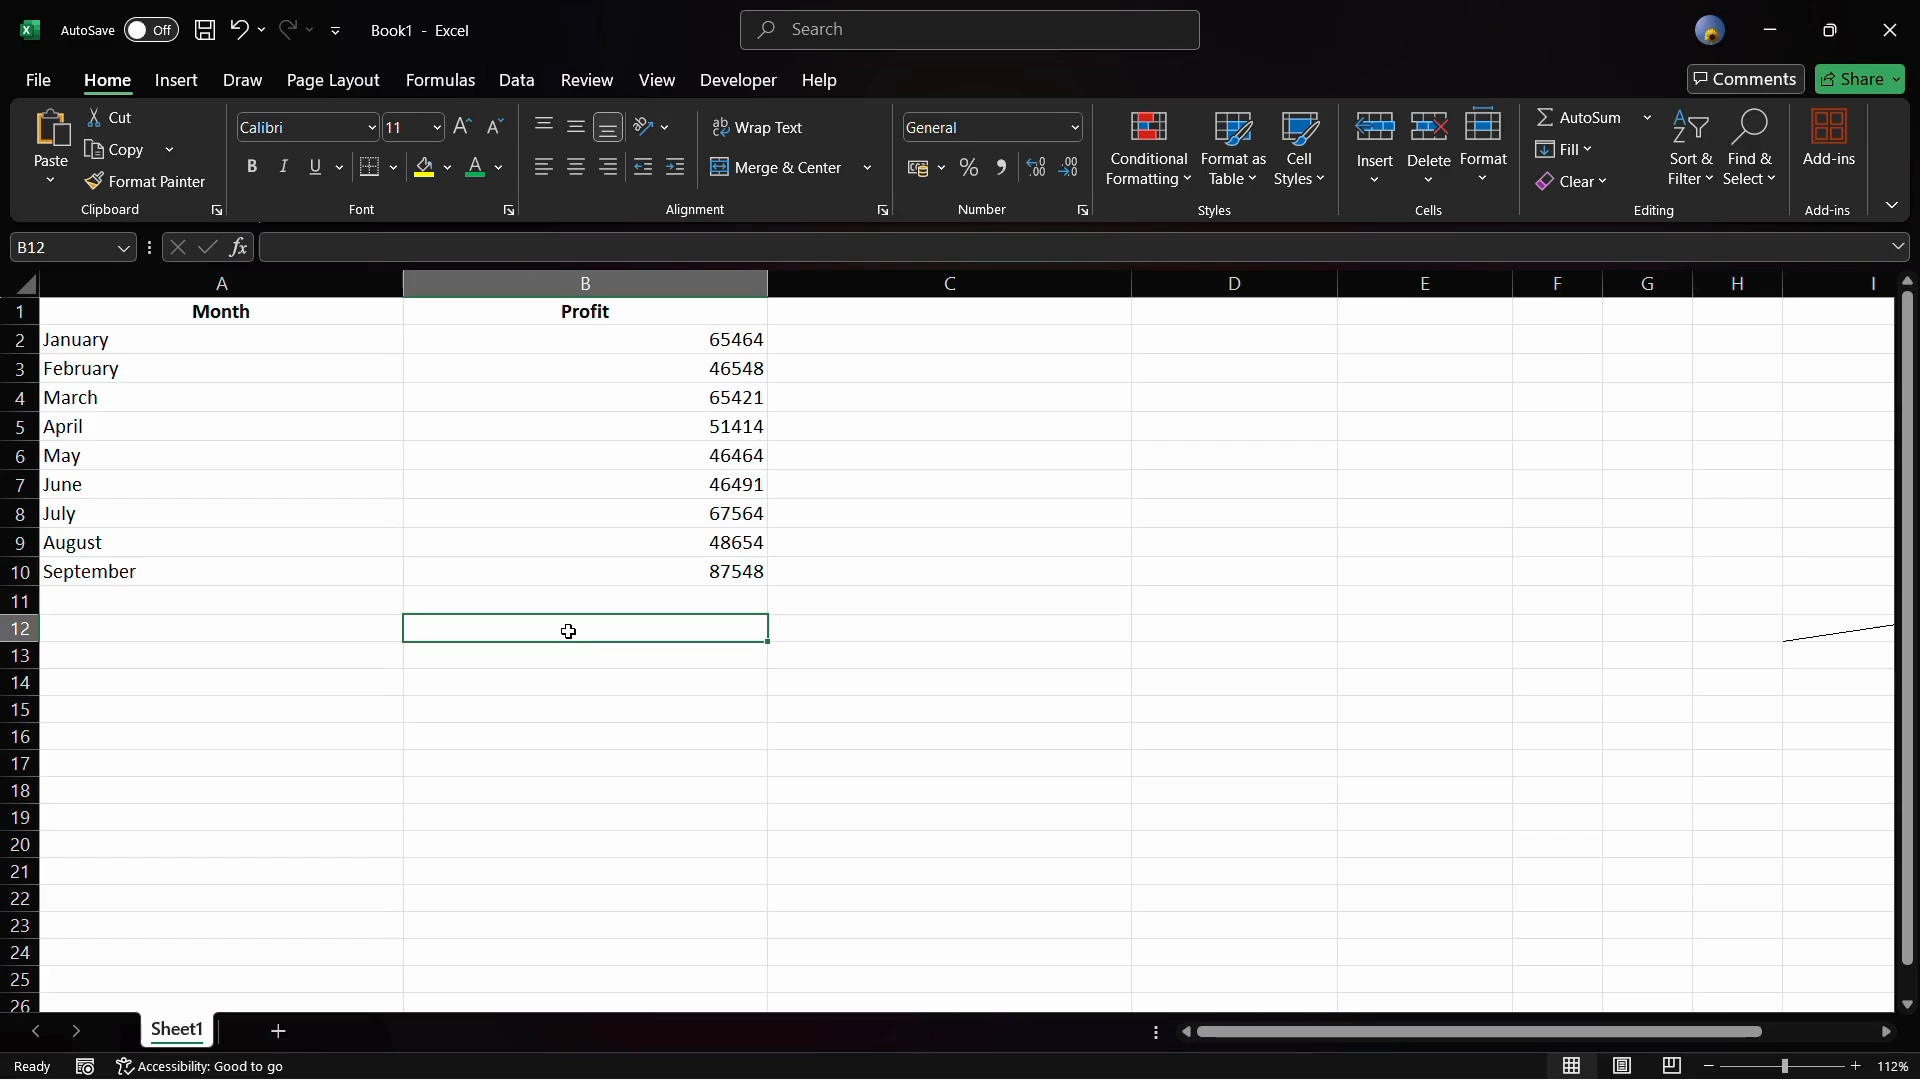 AutoSave Off Book1 - Excel Search
File Home Insert Draw Page Layout Formulas Data Review View Developer Help Comments Share
Paste Cut Copy Format Painter Clipboard
Calibri 11 B I U A Font
Wrap Text Merge & Center Alignment
General % , Number
Conditional Formatting Format as Table Cell Styles Styles
Insert Delete Format Cells
AutoSum Fill Clear Sort & Filter Find & Select Editing
Add-ins Add-ins
B12 fx
A B C D E F G H I
1 Month Profit
2 January 65464
3 February 46548
4 March 65421
5 April 51414
6 May 46464
7 June 46491
8 July 67564
9 August 48654
10 September 87548
11
12
13
14
15
16
17
18
19
20
21
22
23
24
25
26
Sheet1
Ready Accessibility: Good to go 112%